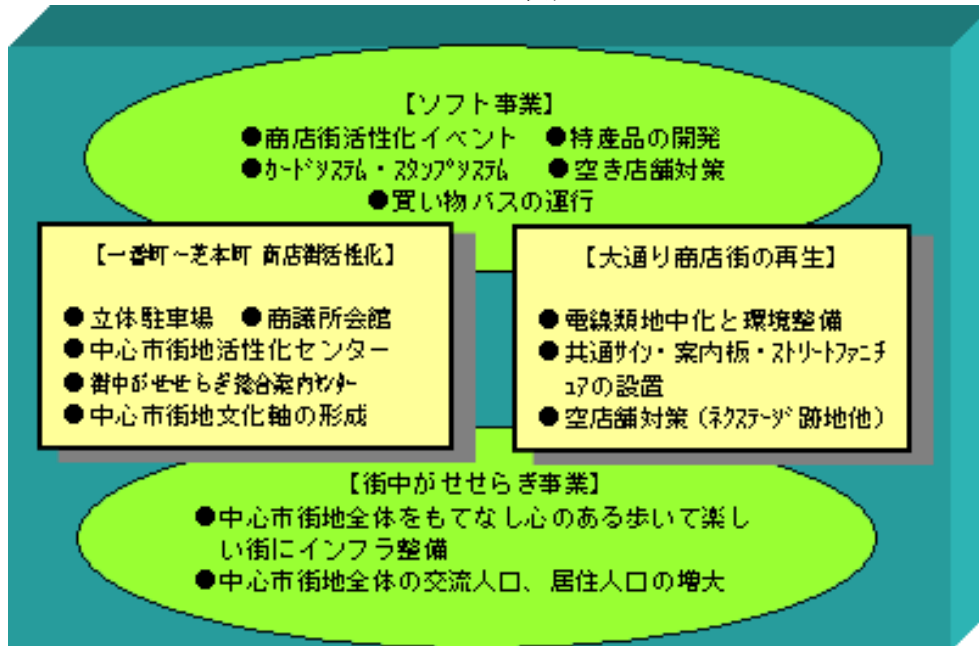 【ソフト事業】
●商店街活性化イベント ●特産品の開発
●ｶｰﾄﾞｼｽﾃﾑ・ｽﾀﾝﾌﾟｼｽﾃﾑ ●空き店舗対策
●買い物バスの運行
【一番町～芝本町 商店街活性化】
●立体駐車場 ●商議所会館
●中心市街地活性化センター
●街中がせせらぎ総合案内ｾﾝﾀｰ
●中心市街地文化軸の形成
【大通り商店街の再生】
●電線類地中化と環境整備
●共通ｻｲﾝ・案内板・ｽﾄﾘｰﾄﾌｧﾆﾁ
ｭｱの設置
●空店舗対策（ﾈｸｽﾃｰｼﾞ跡地他）
【街中がせせらぎ事業】
●中心市街地全体をもてなし心のある歩いて楽し
い街にインフラ整備
●中心市街地全体の交流人口、居住人口の増大